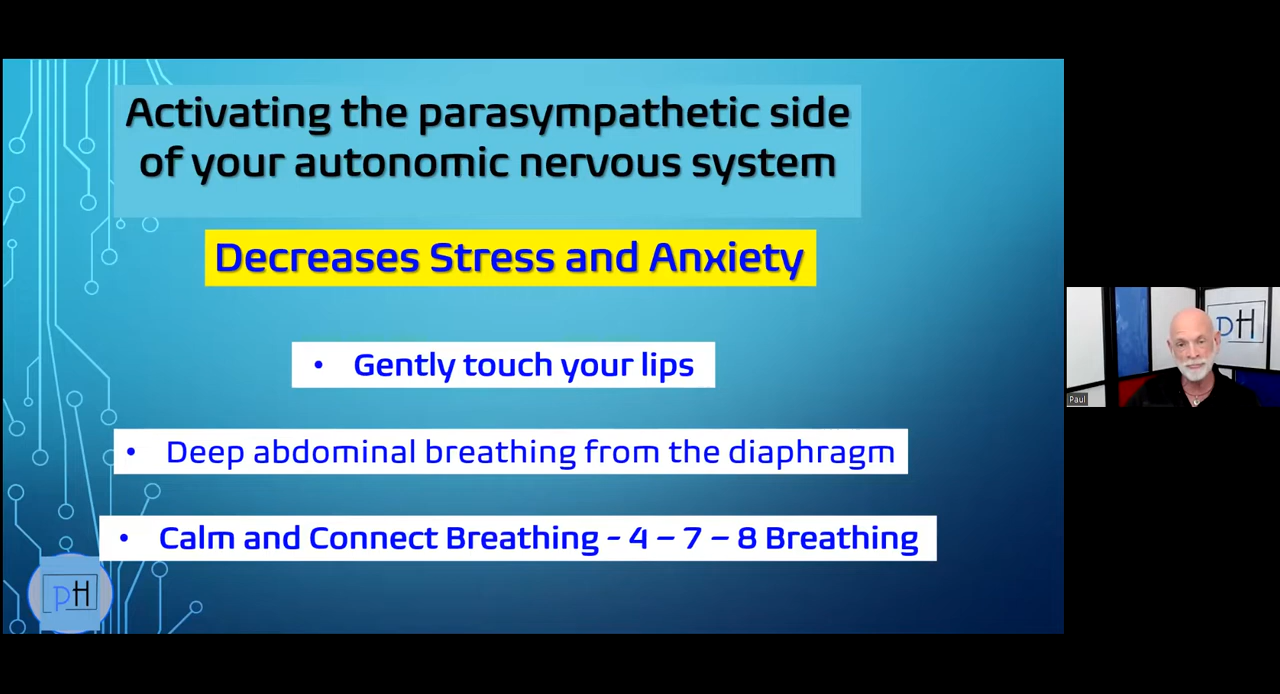 Activating the parasympathetic side
of your autonomic nervous system
Decreases Stress and Anxiety
• Gently touch your lips
• Deep abdominal breathing from the diaphragm
• Calm and Connect Breathing - 4 – 7 – 8 Breathing
pH
pH
Paul